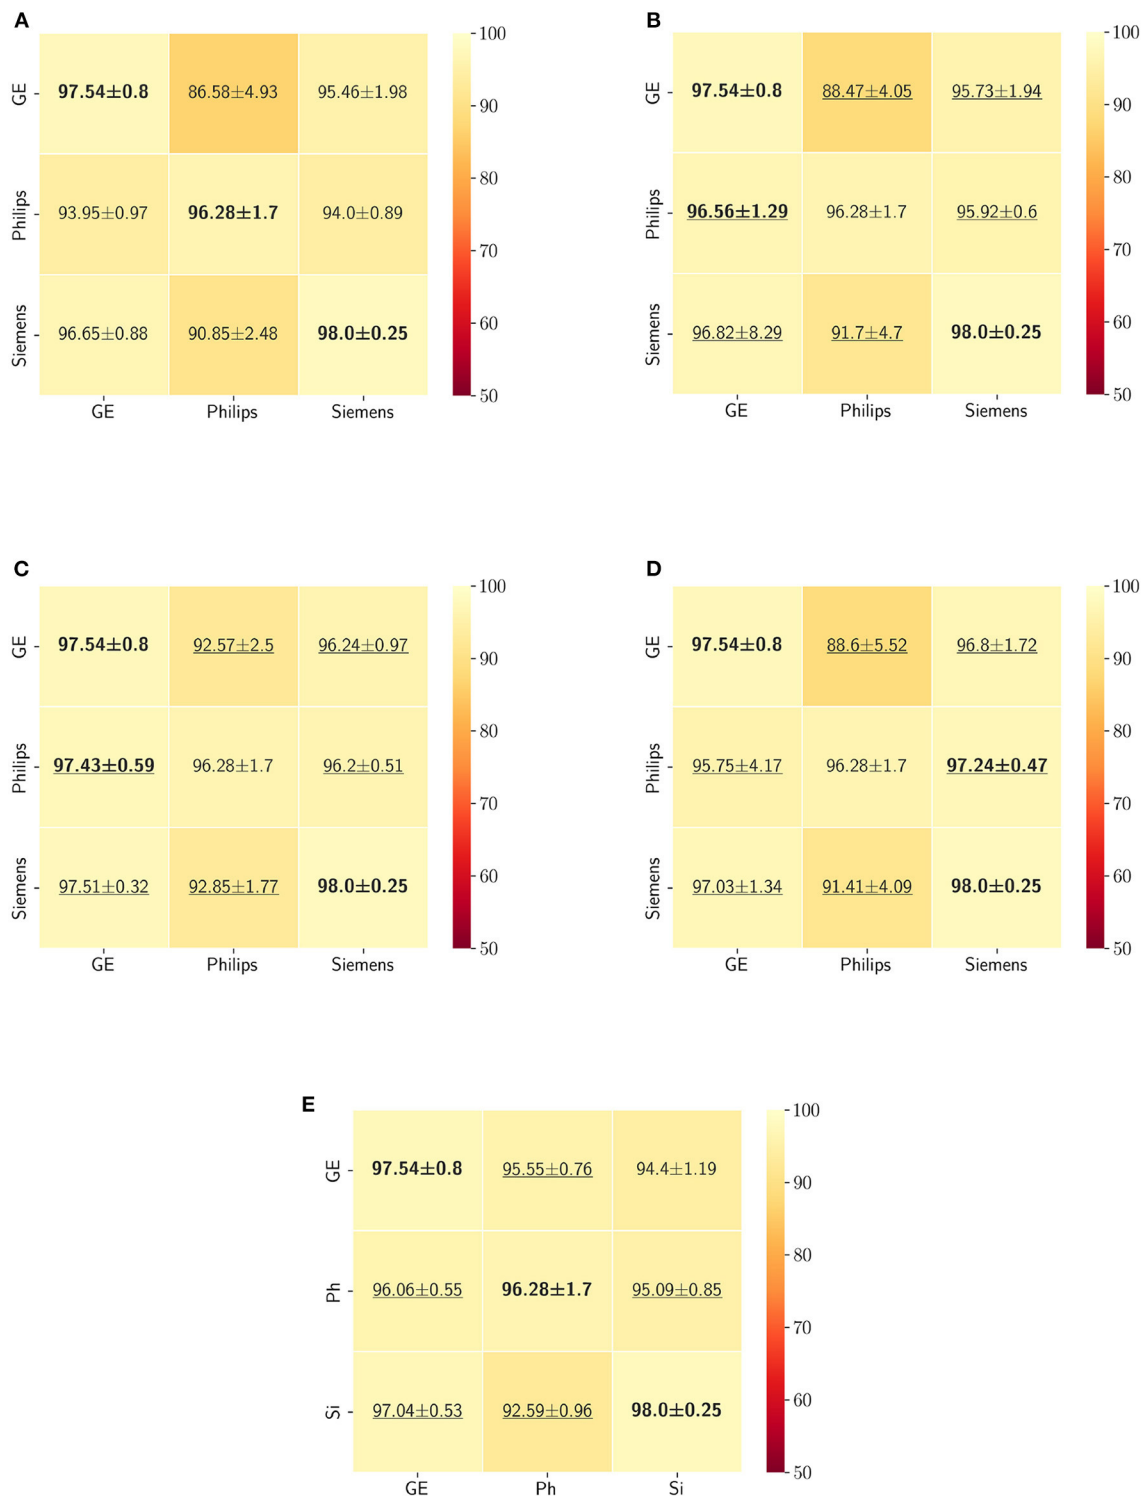 A
GE 97.54±0.8 86.58±4.93 95.46±1.98
Philips 93.95±0.97 96.28±1.7 94.0±0.89
Siemens 96.65±0.88 90.85±2.48 98.0±0.25
GE Philips Siemens
100
90
80
70
60
50
B
GE 97.54±0.8 88.47±4.05 95.73±1.94
Philips 96.56±1.29 96.28±1.7 95.92±0.6
Siemens 96.82±8.29 91.7±4.7 98.0±0.25
GE Philips Siemens
100
90
80
70
60
50
C
GE 97.54±0.8 92.57±2.5 96.24±0.97
Philips 97.43±0.59 96.28±1.7 96.2±0.51
Siemens 97.51±0.32 92.85±1.77 98.0±0.25
GE Philips Siemens
100
90
80
70
60
50
D
GE 97.54±0.8 88.6±5.52 96.8±1.72
Philips 95.75±4.17 96.28±1.7 97.24±0.47
Siemens 97.03±1.34 91.41±4.09 98.0±0.25
GE Philips Siemens
100
90
80
70
60
50
E
GE 97.54±0.8 95.55±0.76 94.4±1.19
Ph 96.06±0.55 96.28±1.7 95.09±0.85
Si 97.04±0.53 92.59±0.96 98.0±0.25
GE Ph Si
100
90
80
70
60
50